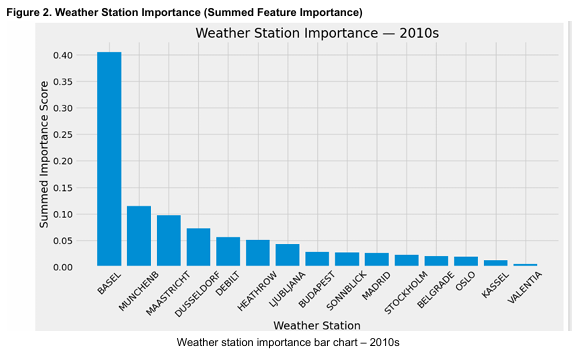 Figure 2. Weather Station Importance (Summed Feature Importance)
Weather Station Importance — 2010s
Summed Importance Score
0.40
0.35
0.30
0.25
0.20
0.15
0.10
0.05
0.00
BASEL
MUNCHENB
MAASTRICHT
DUSSELDORF
DEBILT
HEATHROW
LJUBLJANA
BUDAPEST
SONNBLICK
MADRID
STOCKHOLM
BELGRADE
OSLO
KASSEL
VALENTIA
Weather Station
Weather station importance bar chart – 2010s